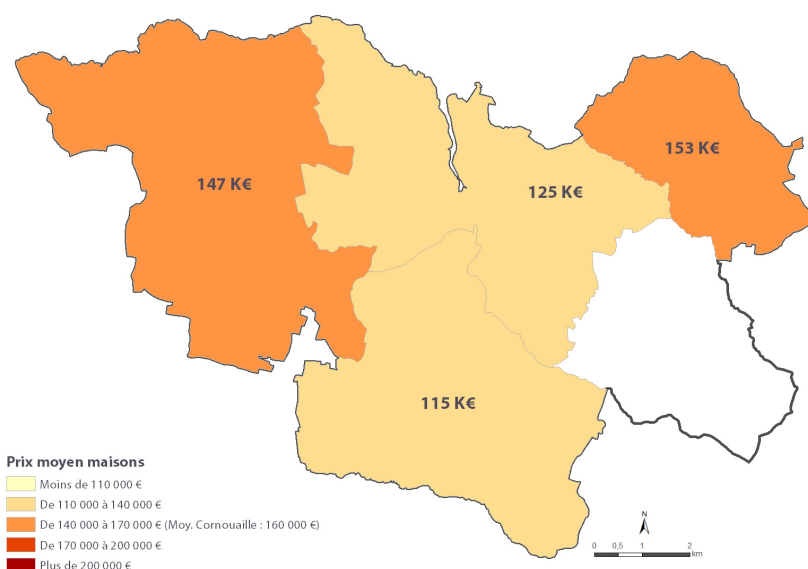 153 K€
147 K€
125 K€
115 K€
Prix moyen maisons
Moins de 110 000 €
De 110 000 à 140 000 €
De 140 000 à 170 000 € (Moy. Cornouaille : 160 000 €)
De 170 000 à 200 000 €
Plus de 200 000 €
N
0 0,5 1 2
km